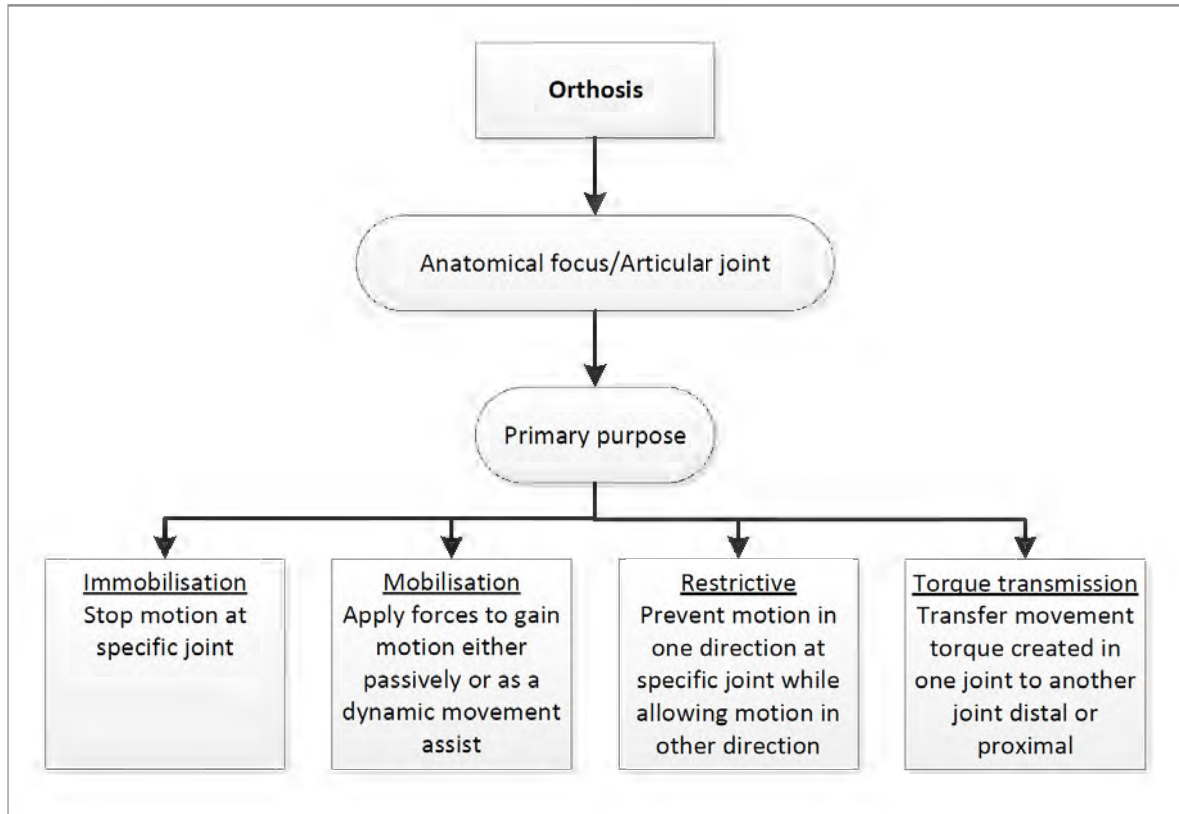 Orthosis
Anatomical focus/Articular joint
Primary purpose
Immobilisation
Stop motion at
specific joint
Mobilisation
Apply forces to gain
motion either
passively or as a
dynamic movement
assist
Restrictive
Prevent motion in
one direction at
specific joint while
allowing motion in
other direction
Torque transmission
Transfer movement
torque created in
one joint to another
joint distal or
proximal